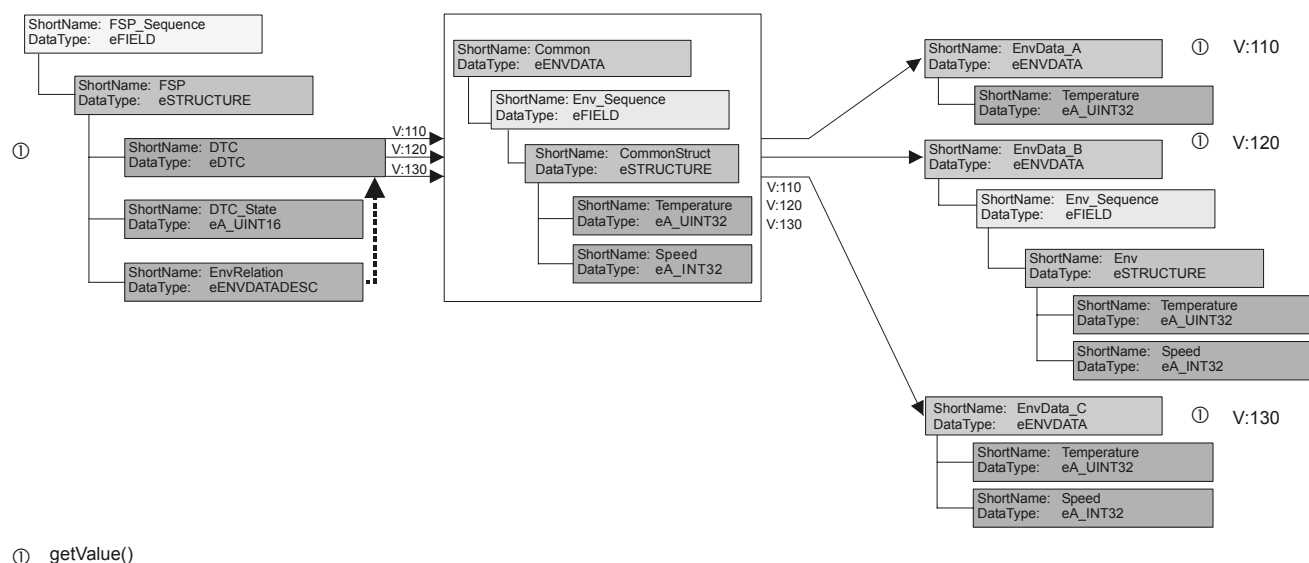 ShortName: FSP_Sequence
DataType: eFIELD
ShortName: FSP
DataType: eSTRUCTURE
①
ShortName: DTC
DataType: eDTC
ShortName: DTC_State
DataType: eA_UINT16
ShortName: EnvRelation
DataType: eENVDATADESC
V:110
V:120
V:130
ShortName: Common
DataType: eENVDATA
ShortName: Env_Sequence
DataType: eFIELD
ShortName: CommonStruct
DataType: eSTRUCTURE
ShortName: Temperature
DataType: eA_UINT32
ShortName: Speed
DataType: eA_INT32
V:110
V:120
V:130
ShortName: EnvData_A
DataType: eENVDATA
① V:110
ShortName: Temperature
DataType: eA_UINT32
ShortName: EnvData_B
DataType: eENVDATA
① V:120
ShortName: Env_Sequence
DataType: eFIELD
ShortName: Env
DataType: eSTRUCTURE
ShortName: Temperature
DataType: eA_UINT32
ShortName: Speed
DataType: eA_INT32
ShortName: EnvData_C
DataType: eENVDATA
① V:130
ShortName: Temperature
DataType: eA_UINT32
ShortName: Speed
DataType: eA_INT32
① getValue()